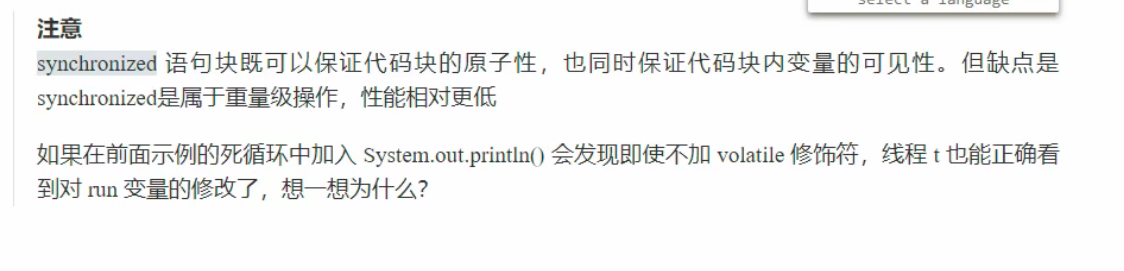 select a language
注意
synchronized 语句块既可以保证代码块的原子性，也同时保证代码块内变量的可见性。但缺点是
synchronized是属于重量级操作，性能相对更低
如果在前面示例的死循环中加入 System.out.println() 会发现即使不加 volatile 修饰符，线程 t 也能正确看
到对 run 变量的修改了，想一想为什么？